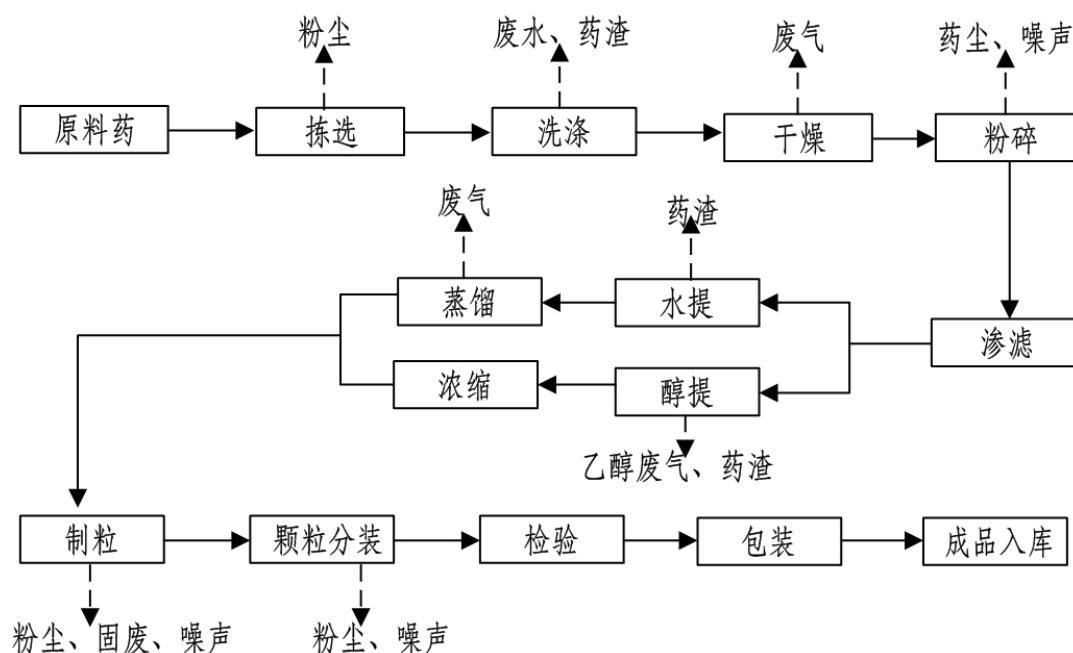 粉尘
废水、药渣
废气
药尘、噪声
原料药
拣选
洗涤
干燥
粉碎
废气
药渣
蒸馏
水提
渗滤
浓缩
醇提
乙醇废气、药渣
制粒
颗粒分装
检验
包装
成品入库
粉尘、固废、噪声
粉尘、噪声